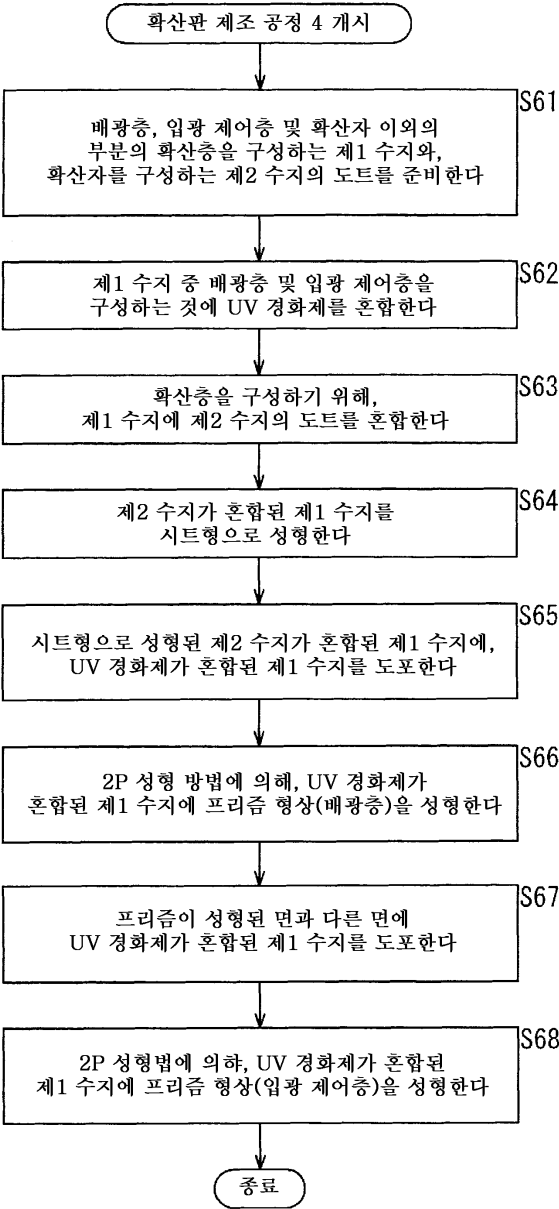 확산판 제조 공정 4 개시
S61
배광층, 입광 제어층 및 확산자 이외의
부분의 확산층을 구성하는 제1 수지와,
확산자를 구성하는 제2 수지의 도트를 준비한다
S62
제1 수지 중 배광층 및 입광 제어층을
구성하는 것에 UV 경화제를 혼합한다
S63
확산층을 구성하기 위해,
제1 수지에 제2 수지의 도트를 혼합한다
S64
제2 수지가 혼합된 제1 수지를
시트형으로 성형한다
S65
시트형으로 성형된 제2 수지가 혼합된 제1 수지에,
UV 경화제가 혼합된 제1 수지를 도포한다
S66
2P 성형 방법에 의해, UV 경화제가
혼합된 제1 수지에 프리즘 형상(배광층)을 성형한다
S67
프리즘이 성형된 면과 다른 면에
UV 경화제가 혼합된 제1 수지를 도포한다
S68
2P 성형법에 의햐, UV 경화제가 혼합된
제1 수지에 프리즘 형상(입광 제어층)을 성형한다
종료